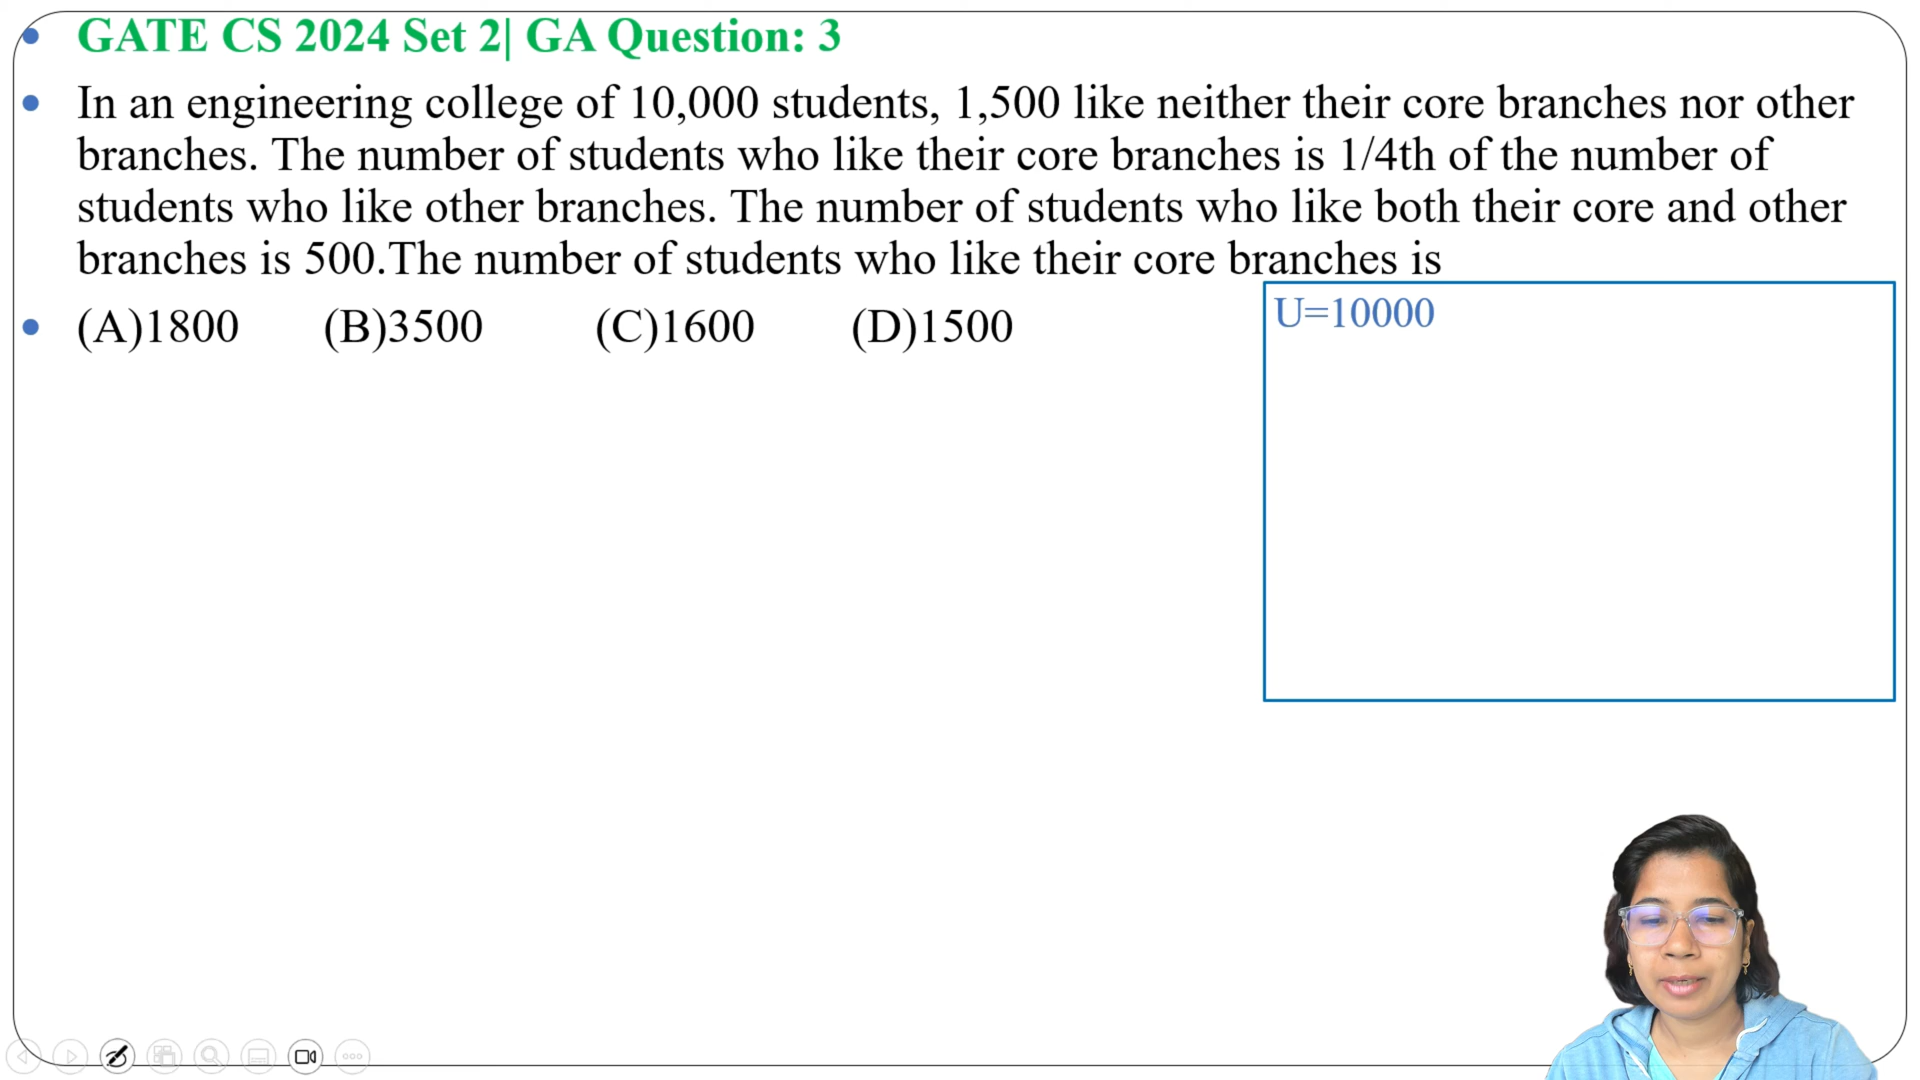 GATE CS 2024 Set 2| GA Question: 3
In an engineering college of 10,000 students, 1,500 like neither their core branches nor other
branches. The number of students who like their core branches is 1/4th of the number of
students who like other branches. The number of students who like both their core and other
branches is 500.The number of students who like their core branches is
(A)1800 (B)3500 (C)1600 (D)1500
U=10000